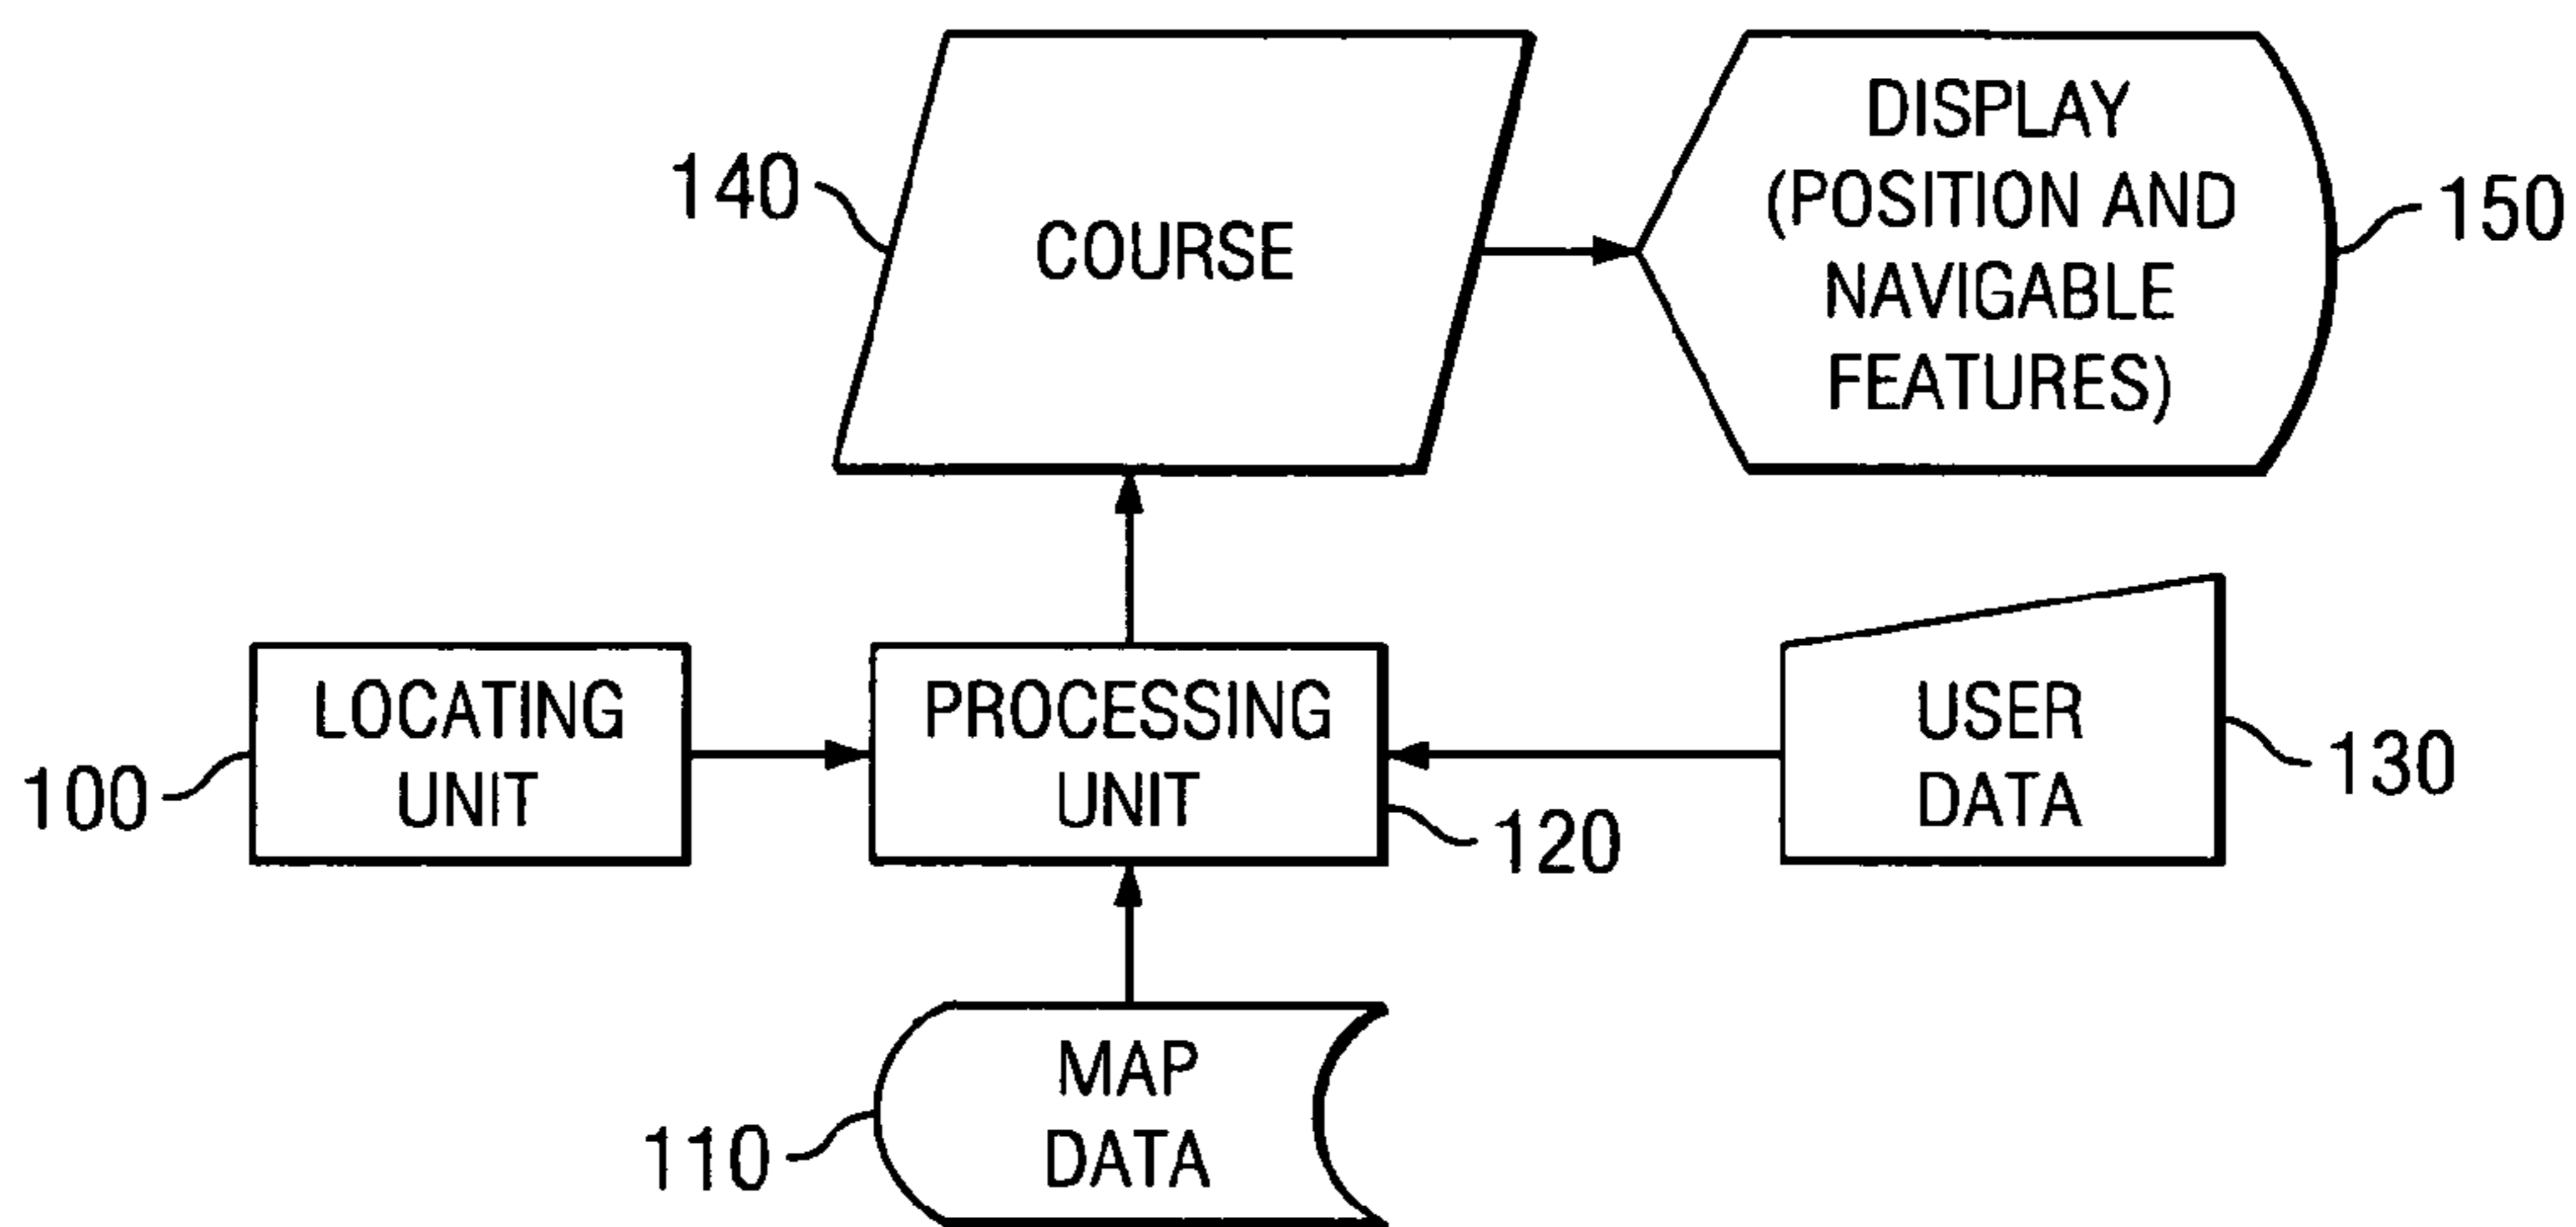 140
COURSE
DISPLAY
(POSITION AND
NAVIGABLE
FEATURES)
150
100
LOCATING
UNIT
PROCESSING
UNIT
120
USER
DATA
130
110
MAP
DATA